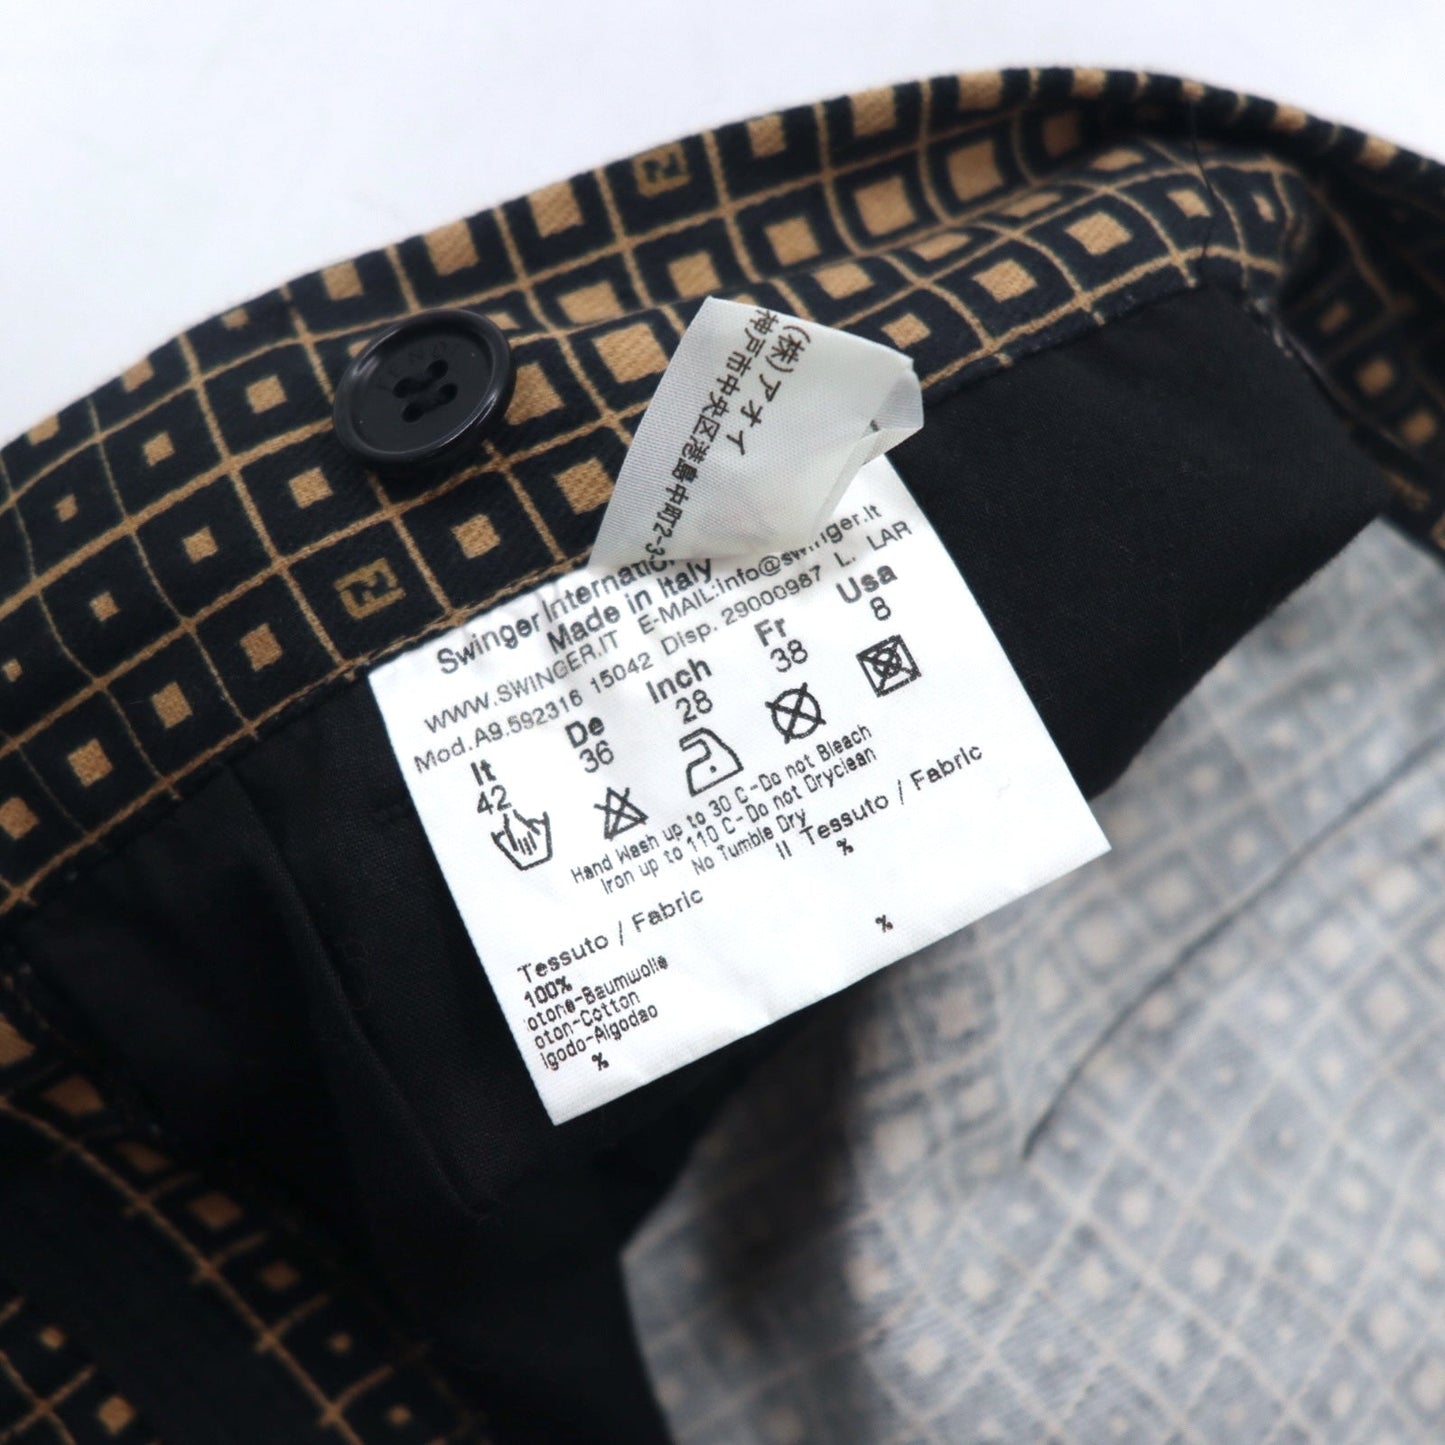 (株)アオイ
神戸市中央区港島中町2-3-
Swinger Internatio
Made in Italy
WWW.SWINGER.IT E-MAIL:info@swinger.it
Mod.A9.592316 15042 Disp. 29000987 L. LAR
It De Inch Fr Usa
42 36 28 38 8
Hand Wash up to 30 C-Do not Bleach
Iron up to 110 C-Do not Dryclean
No Tumble Dry
Tessuto / Fabric II Tessuto / Fabric
100% %
otone-Baumwolle
oton-Cotton
lgodo-Algodao
% %